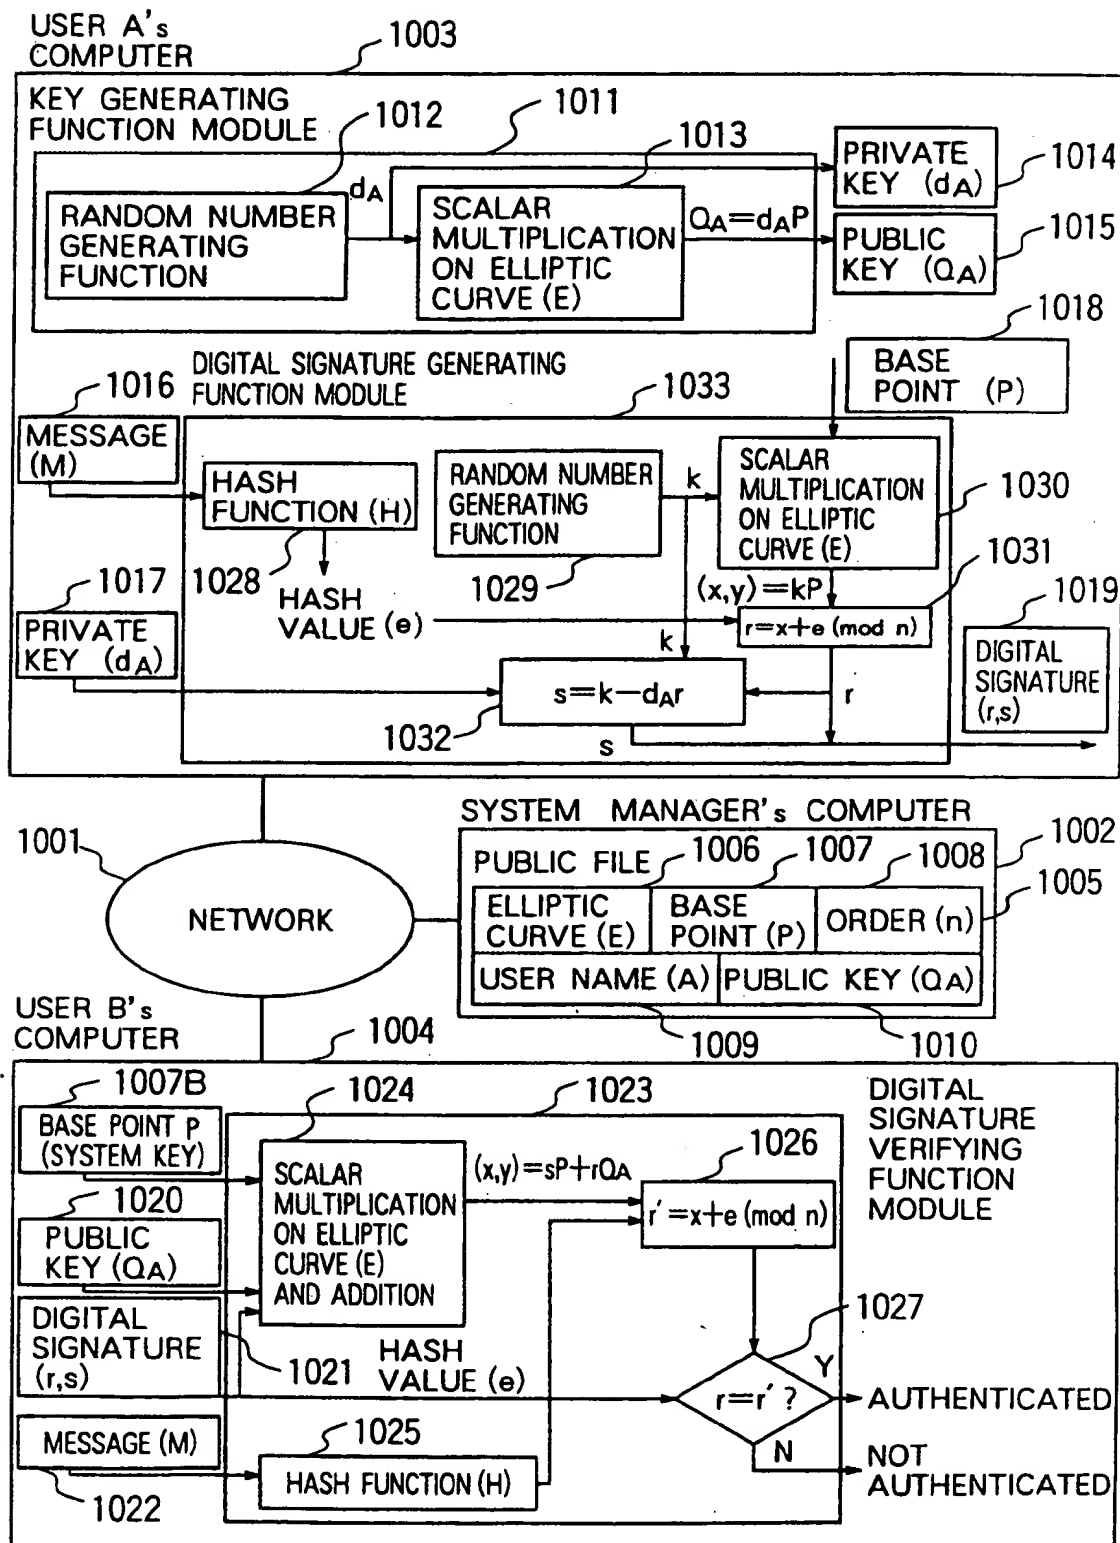 USER A's
COMPUTER
1003
KEY GENERATING
FUNCTION MODULE
1012
1011
1013
RANDOM NUMBER
GENERATING
FUNCTION
dA
SCALAR
MULTIPLICATION
ON ELLIPTIC
CURVE (E)
QA=dAP
PRIVATE
KEY (dA)
1014
PUBLIC
KEY (QA)
1015
1018
BASE
POINT (P)
DIGITAL SIGNATURE GENERATING
FUNCTION MODULE
1016
1033
MESSAGE
(M)
HASH
FUNCTION (H)
1028
RANDOM NUMBER
GENERATING
FUNCTION
1029
k
SCALAR
MULTIPLICATION
ON ELLIPTIC
CURVE (E)
1030
1031
(x,y)=kP
HASH
VALUE (e)
r=x+e (mod n)
1017
PRIVATE
KEY (dA)
k
s=k-dAr
1032
r
s
1019
DIGITAL
SIGNATURE
(r,s)
1001
NETWORK
SYSTEM MANAGER's COMPUTER
1002
PUBLIC FILE
1006
1007
1008
1005
ELLIPTIC
CURVE (E)
BASE
POINT (P)
ORDER (n)
USER NAME (A)
PUBLIC KEY (QA)
1009
1010
USER B's
COMPUTER
1004
1007B
1024
1023
DIGITAL
SIGNATURE
VERIFYING
FUNCTION
MODULE
BASE POINT P
(SYSTEM KEY)
1020
PUBLIC
KEY (QA)
SCALAR
MULTIPLICATION
ON ELLIPTIC
CURVE (E)
AND ADDITION
(x,y)=sP+rQA
1026
r'=x+e (mod n)
DIGITAL
SIGNATURE
(r,s)
1021
HASH
VALUE (e)
1027
r=r' ?
Y
AUTHENTICATED
N
NOT
AUTHENTICATED
MESSAGE (M)
1022
1025
HASH FUNCTION (H)